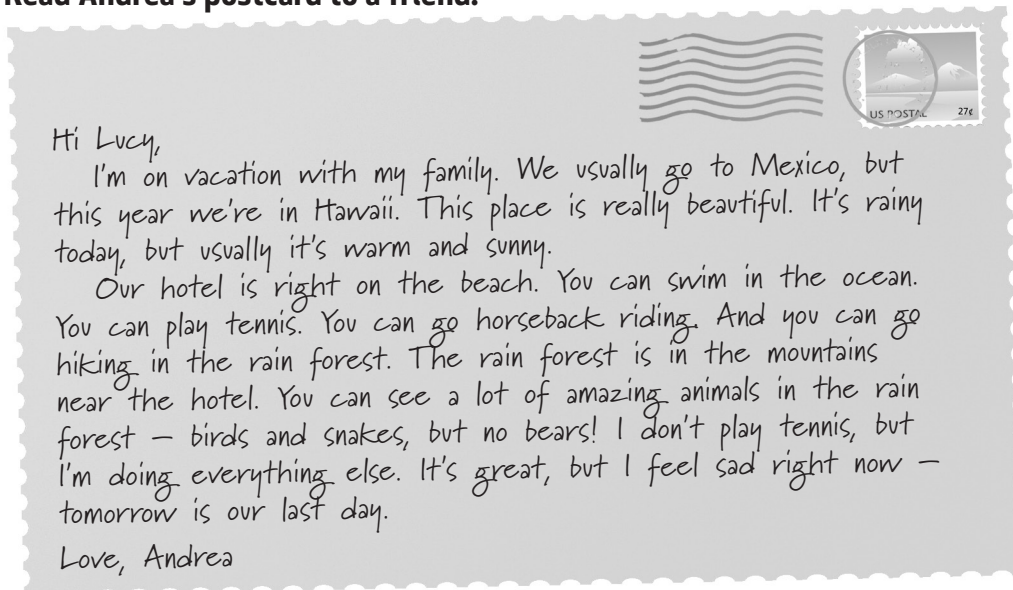 Read Andrea's postcard to a friend.
US POSTAL 27¢
Hi Lucy,
I'm on vacation with my family. We usually go to Mexico, but
this year we're in Hawaii. This place is really beautiful. It's rainy
today, but usually it's warm and sunny.
Our hotel is right on the beach. You can swim in the ocean.
You can play tennis. You can go horseback riding. And you can go
hiking in the rain forest. The rain forest is in the mountains
near the hotel. You can see a lot of amazing animals in the rain
forest – birds and snakes, but no bears! I don't play tennis, but
I'm doing everything else. It's great, but I feel sad right now –
tomorrow is our last day.
Love, Andrea